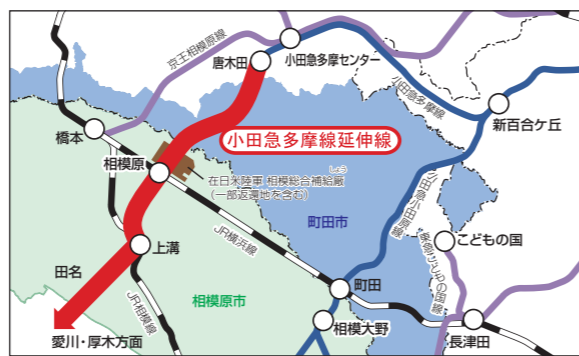 京王相模原線
唐木田
小田急多摩センター
小田急多摩線
新百合ケ丘
橋本
小田急多摩線延伸線
相模原
しょう
在日米陸軍 相模総合補給廠
(一部返還地を含む)
町田市
小田急小田原線
こどもの国
東急こどもの国線
上溝
JR横浜線
田名
JR相模線
相模原市
町田
愛川・厚木方面
相模大野
長津田